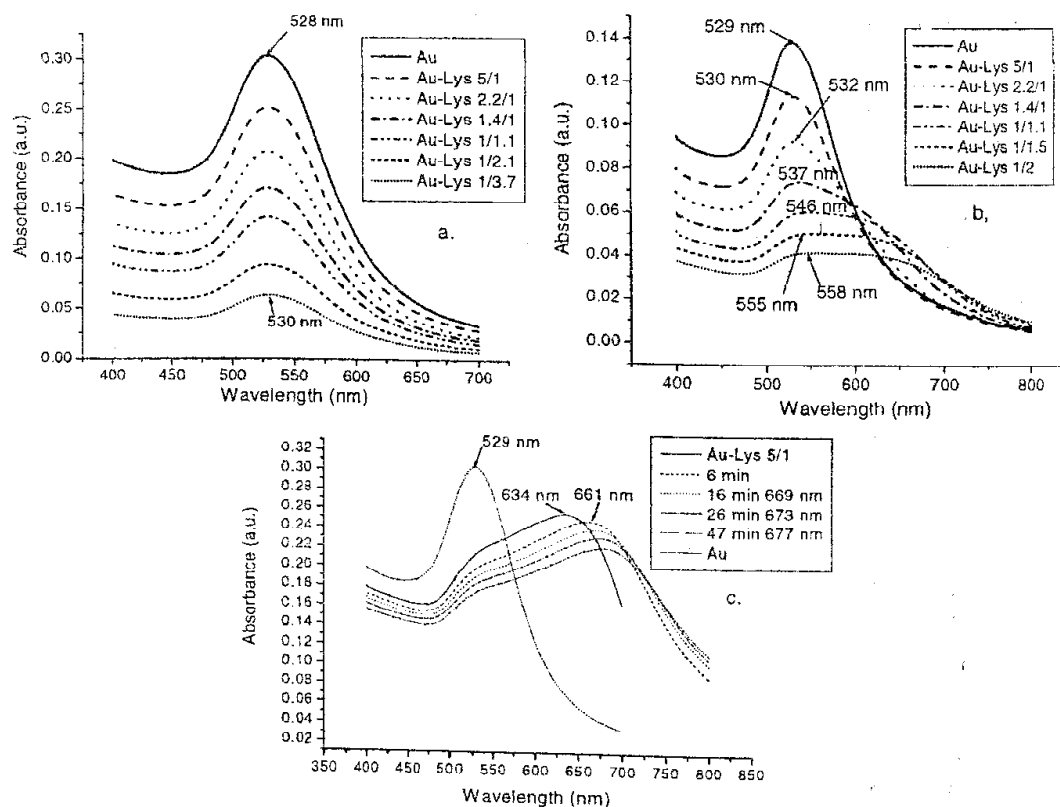 528 nm
0.30
0.25
0.20
0.15
0.10
0.05
0.00
Absorbance (a.u.)
Au
Au-Lys 5/1
Au-Lys 2.2/1
Au-Lys 1.4/1
Au-Lys 1/1.1
Au-Lys 1/2.1
Au-Lys 1/3.7
a.
530 nm
400 450 500 550 600 650 700
Wavelength (nm)
529 nm
530 nm
532 nm
537 nm
546 nm
555 nm
558 nm
0.14
0.12
0.10
0.08
0.06
0.04
0.02
0.00
Absorbance (a.u.)
Au
Au-Lys 5/1
Au-Lys 2.2/1
Au-Lys 1.4/1
Au-Lys 1/1.1
Au-Lys 1/1.5
Au-Lys 1/2
b,
400 500 600 700 800
Wavelength (nm)
529 nm
634 nm
661 nm
0.32
0.30
0.28
0.26
0.24
0.22
0.20
0.18
0.16
0.14
0.12
0.10
0.08
0.06
0.04
0.02
Absorbance (a.u.)
Au-Lys 5/1
6 min
16 min 669 nm
26 min 673 nm
47 min 677 nm
Au
c.
350 400 450 500 550 600 650 700 750 800 850
Wavelength (nm)